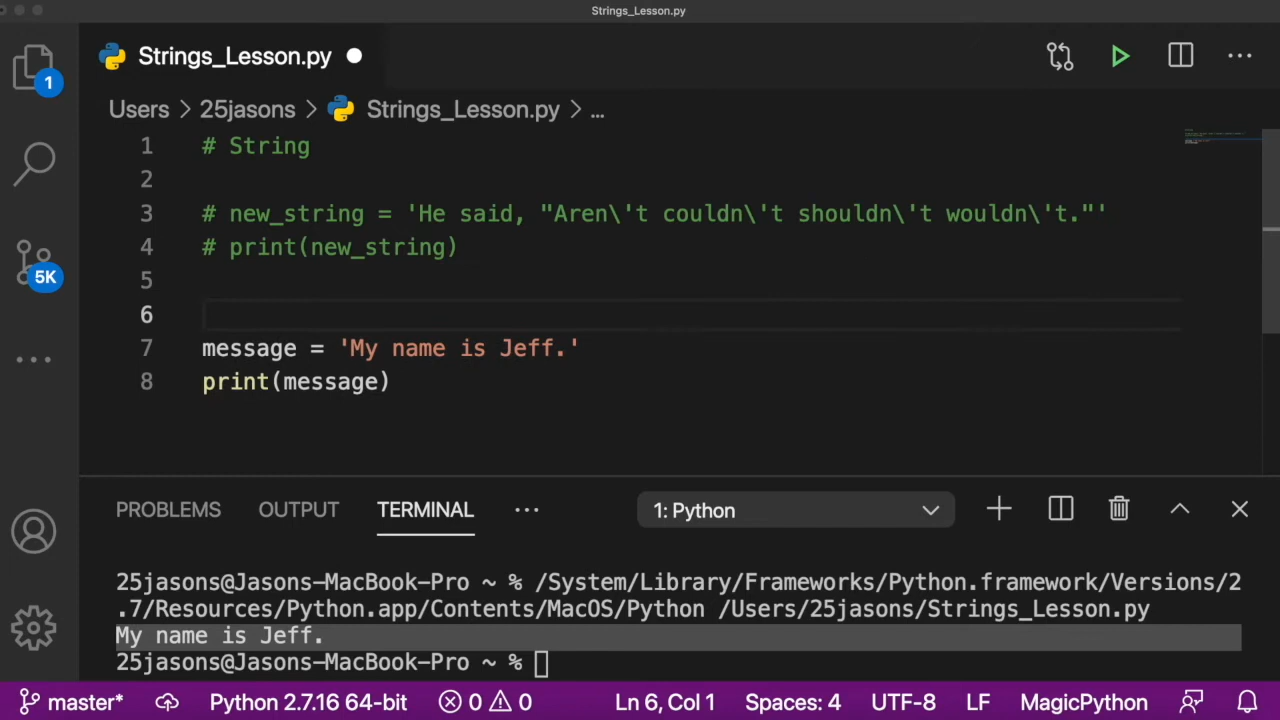 Strings_Lesson.py
Strings_Lesson.py
1
Users > 25jasons > Strings_Lesson.py > ...
1 # String
2
3 # new_string = 'He said, "Aren\'t couldn\'t shouldn\'t wouldn\'t."'
4 # print(new_string)
5
6
7 message = 'My name is Jeff.'
8 print(message)
5K
PROBLEMS OUTPUT TERMINAL ... 1: Python
25jasons@Jasons-MacBook-Pro ~ % /System/Library/Frameworks/Python.framework/Versions/2
.7/Resources/Python.app/Contents/MacOS/Python /Users/25jasons/Strings_Lesson.py
My name is Jeff.
25jasons@Jasons-MacBook-Pro ~ %
master* Python 2.7.16 64-bit 0 0 Ln 6, Col 1 Spaces: 4 UTF-8 LF MagicPython